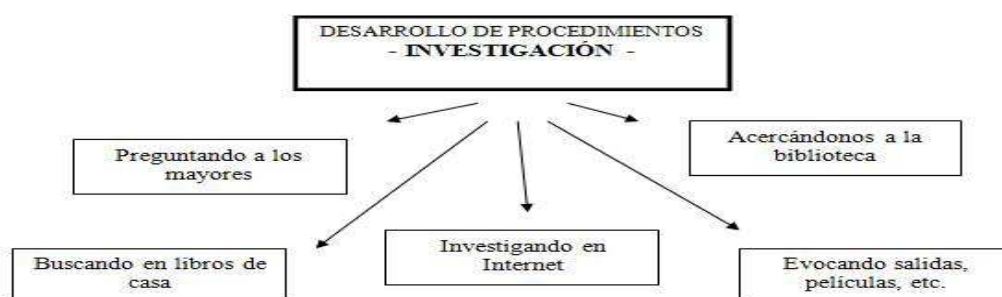 DESARROLLO DE PROCEDIMIENTOS
- INVESTIGACIÓN -
Preguntando a los
mayores
Acercándonos a la
biblioteca
Buscando en libros de
casa
Investigando en
Internet
Evocando salidas,
películas, etc.